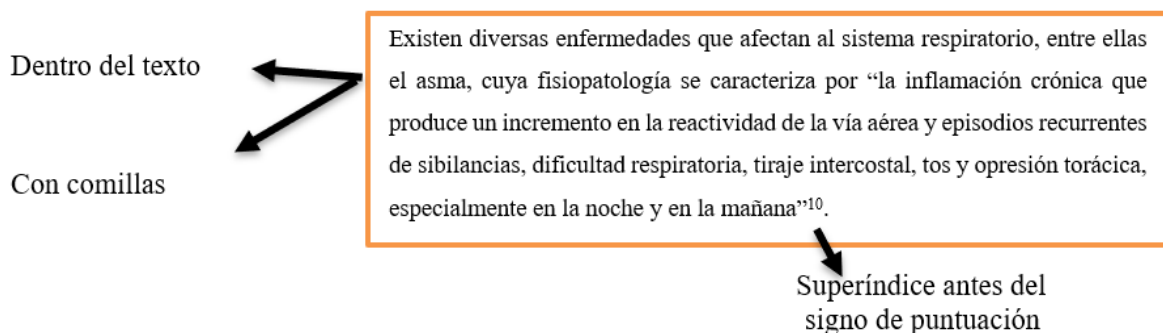 Dentro del texto
Con comillas
Existen diversas enfermedades que afectan al sistema respiratorio, entre ellas
el asma, cuya fisiopatología se caracteriza por “la inflamación crónica que
produce un incremento en la reactividad de la vía aérea y episodios recurrentes
de sibilancias, dificultad respiratoria, tiraje intercostal, tos y opresión torácica,
especialmente en la noche y en la mañana”¹⁰.
Superíndice antes del
signo de puntuación